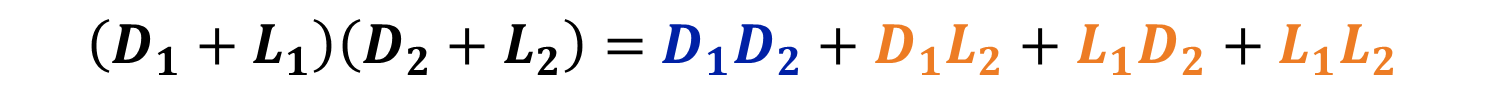 (D₁ + L₁)(D₂ + L₂) = D₁D₂ + D₁L₂ + L₁D₂ + L₁L₂